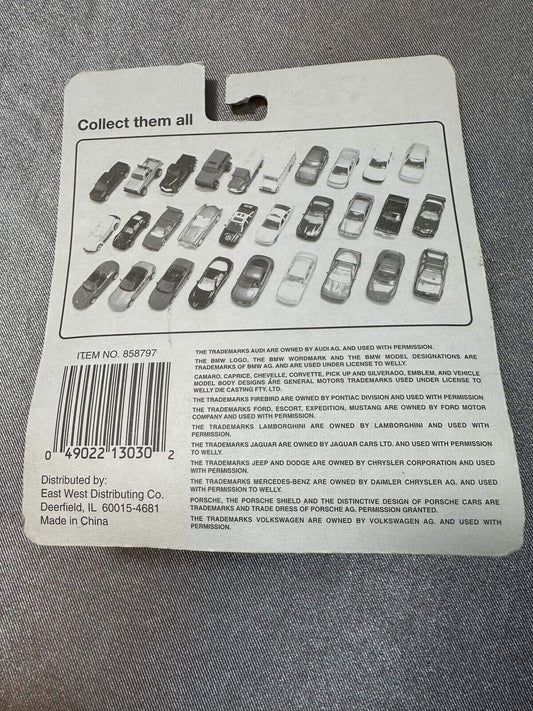 Collect them all
ITEM NO. 858797
0 49022 13030 2
Distributed by:
East West Distributing Co.
Deerfield, IL 60015-4681
Made in China
THE TRADEMARKS AUDI ARE OWNED BY AUDI AG. AND USED WITH PERMISSION.
THE BMW LOGO, THE BMW WORDMARK AND THE BMW MODEL DESIGNATIONS ARE
TRADEMARKS OF BMW AG. AND ARE USED UNDER LICENSE TO WELLY.
CAMARO, CAPRICE, CHEVELLE, CORVETTE, PICK UP AND SILVERADO, EMBLEM, AND VEHICLE
MODEL BODY DESIGNS ARE GENERAL MOTORS TRADEMARKS USED UNDER LICENSE TO
WELLY DIE CASTING FTY. LTD.
THE TRADEMARKS FIREBIRD ARE OWNED BY PONTIAC DIVISION AND USED WITH PERMISSION
THE TRADEMARKS FORD, ESCORT, EXPEDITION, MUSTANG ARE OWNED BY FORD MOTOR
COMPANY AND USED WITH PERMISSION.
THE TRADEMARKS LAMBORGHINI ARE OWNED BY LAMBORGHINI AND USED WITH
PERMISSION.
THE TRADEMARKS JAGUAR ARE OWNED BY JAGUAR CARS LTD. AND USED WITH PERMISSION
TO WELLY.
THE TRADEMARKS JEEP AND DODGE ARE OWNED BY CHRYSLER CORPORATION AND USED
WITH PERMISSION.
THE TRADEMARKS MERCEDES-BENZ ARE OWNED BY DAIMLER CHRYSLER AG. AND USED
WITH PERMISSION TO WELLY.
PORSCHE, THE PORSCHE SHIELD AND THE DISTINCTIVE DESIGN OF PORSCHE CARS ARE
TRADEMARKS AND TRADE DRESS OF PORSCHE AG. PERMISSION GRANTED.
THE TRADEMARKS VOLKSWAGEN ARE OWNED BY VOLKSWAGEN AG. AND USED WITH
PERMISSION.